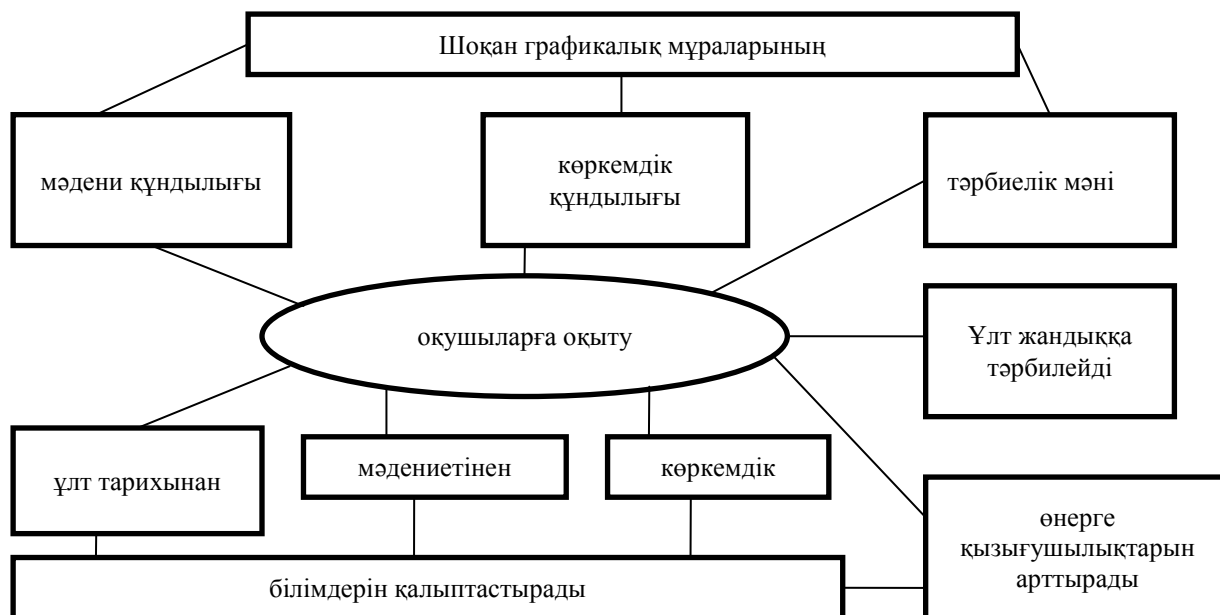 Шоқан графикалық мұраларының
мәдени құндылығы
көркемдік
құндылығы
тәрбиелік мәні
оқушыларға оқыту
Ұлт жандыққа
тәрбилейді
ұлт тарихынан
мәдениетінен
көркемдік
өнерге
қызығушылықтарын
арттырады
білімдерін қалыптастырады